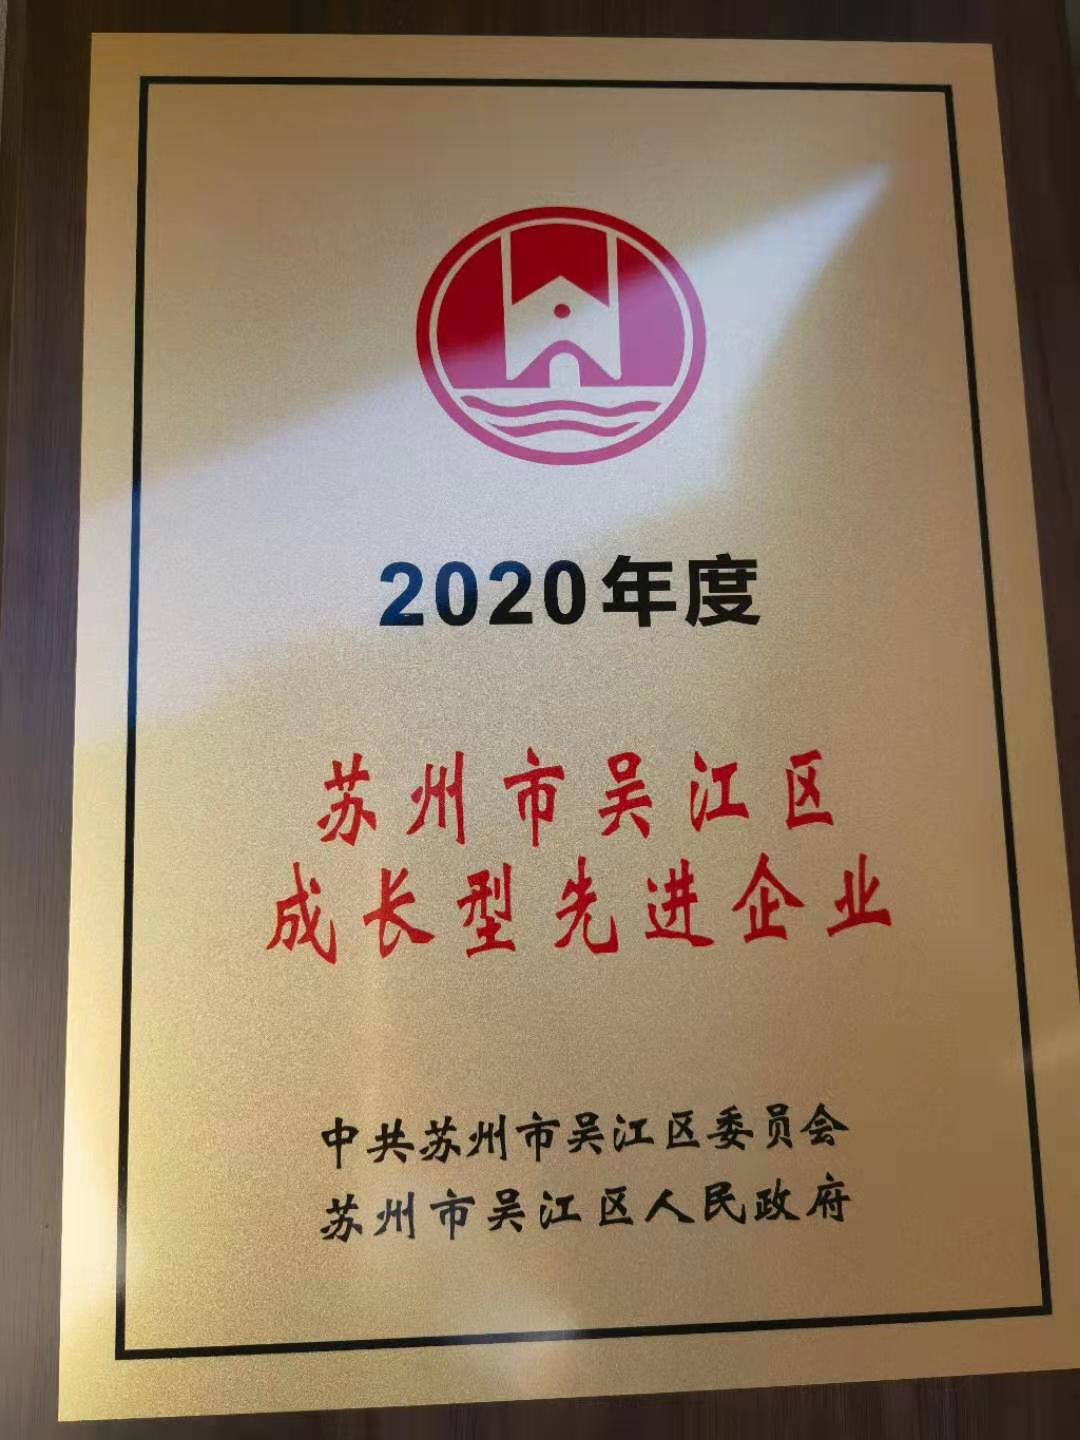 2020年度
苏州市吴江区
成长型先进企业
中共苏州市吴江区委员会
苏州市吴江区人民政府